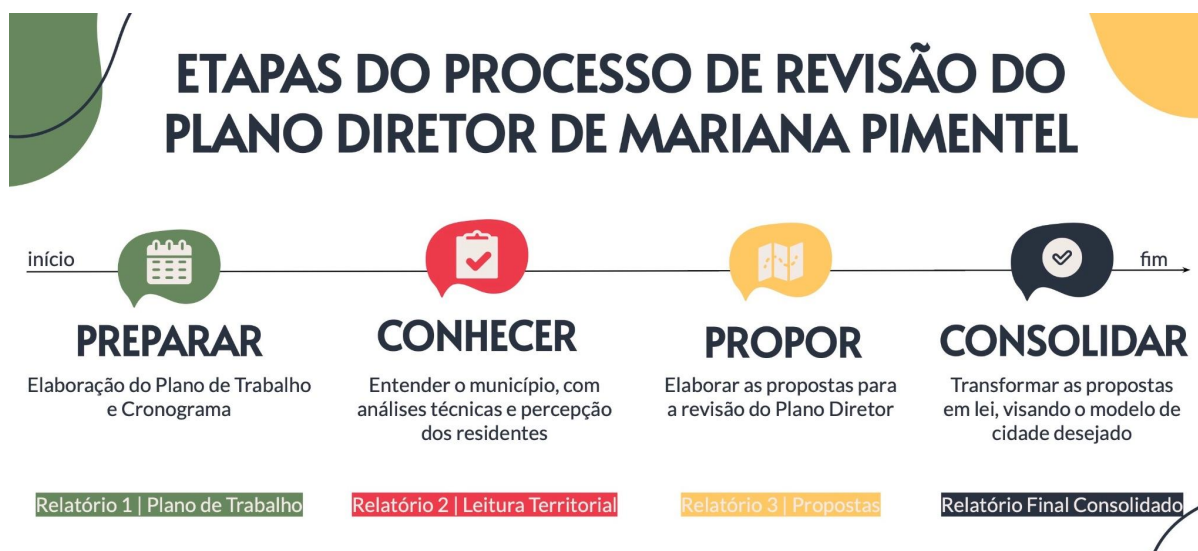 ETAPAS DO PROCESSO DE REVISÃO DO
PLANO DIRETOR DE MARIANA PIMENTEL
início
fim
PREPARAR
Elaboração do Plano de Trabalho
e Cronograma
Relatório 1 | Plano de Trabalho
CONHECER
Entender o município, com
análises técnicas e percepção
dos residentes
Relatório 2 | Leitura Territorial
PROPOR
Elaborar as propostas para
a revisão do Plano Diretor
Relatório 3 | Propostas
CONSOLIDAR
Transformar as propostas
em lei, visando o modelo de
cidade desejado
Relatório Final Consolidado